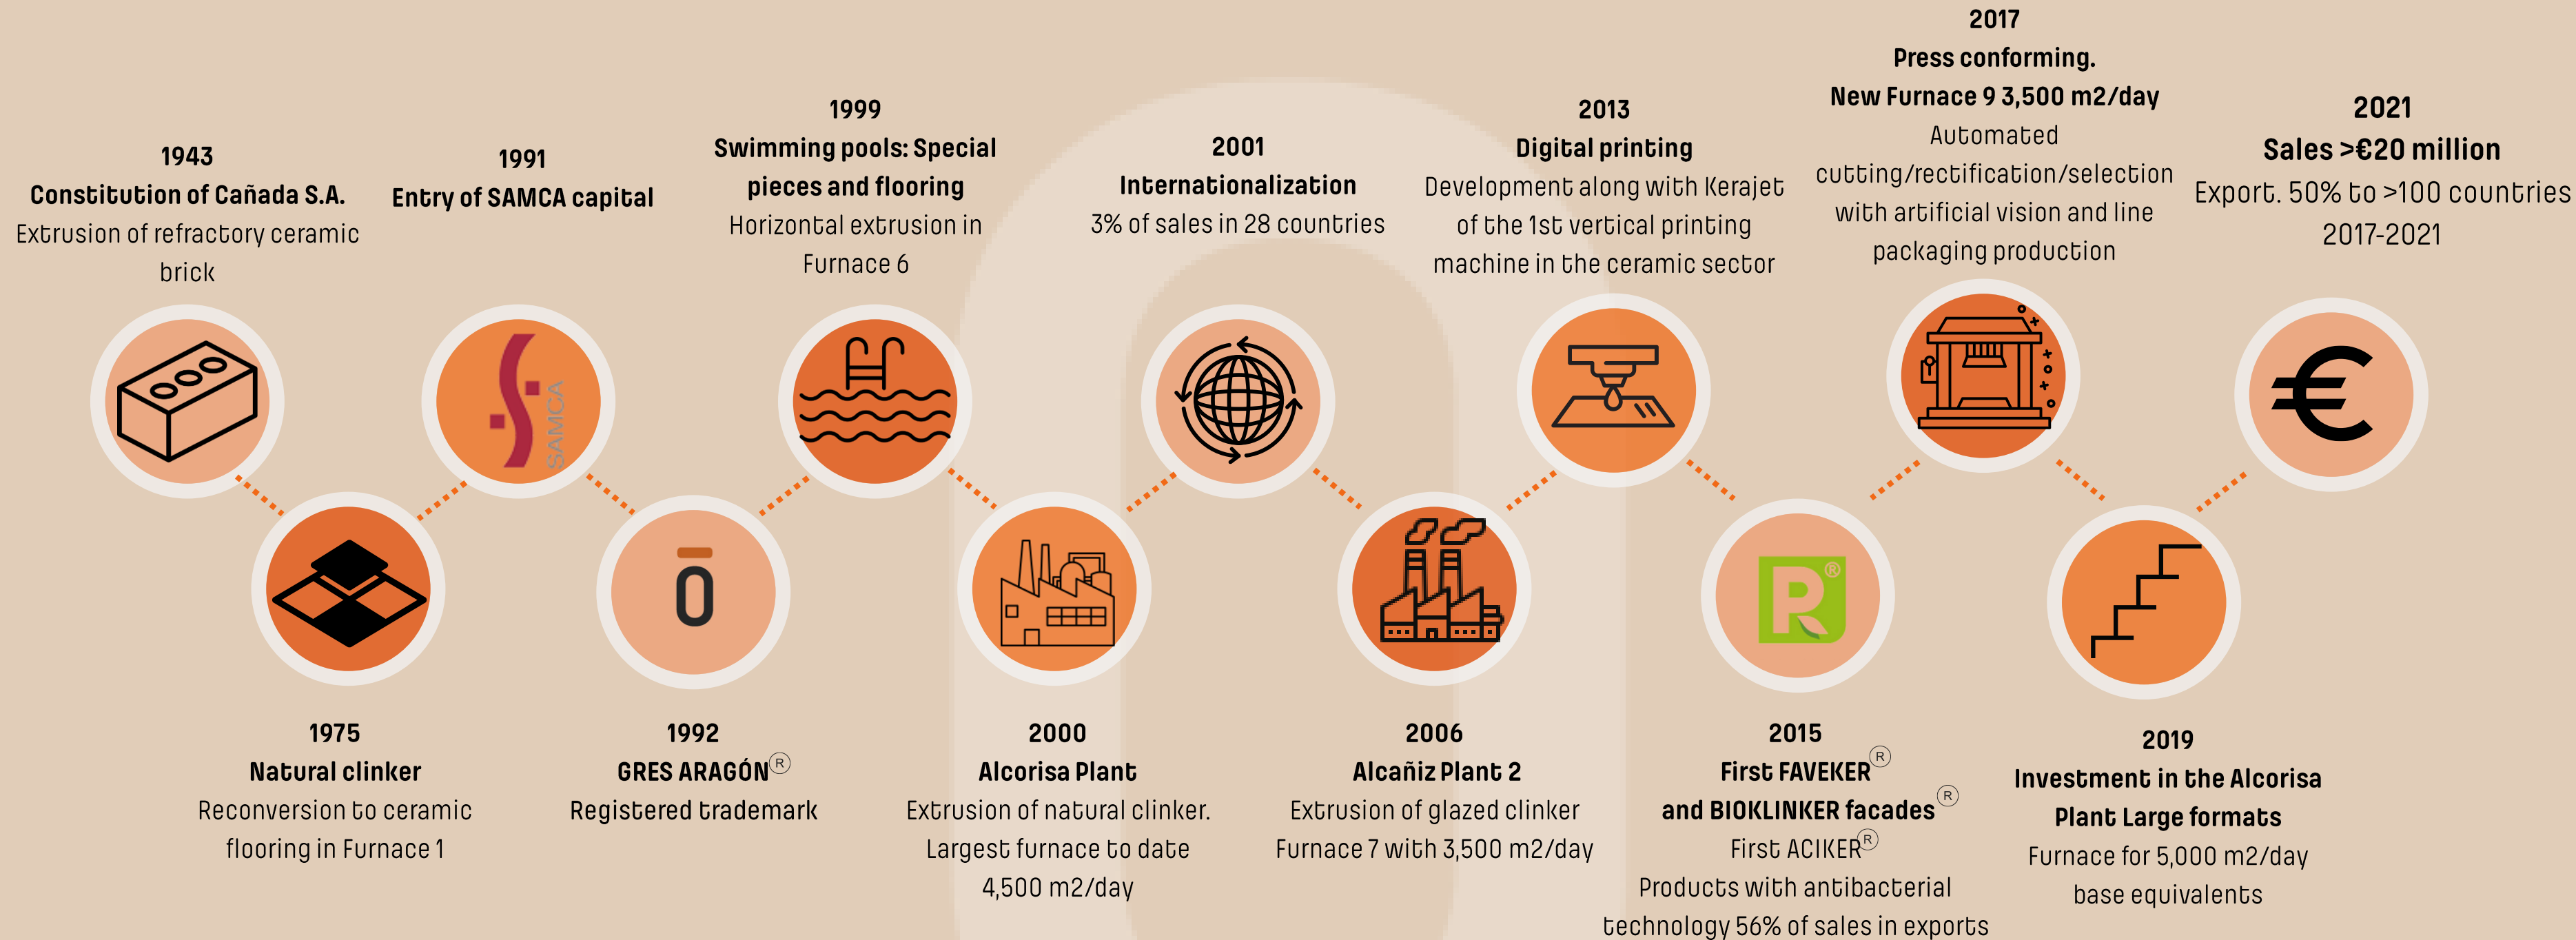 1943
Constitution of Cañada S.A.
Extrusion of refractory ceramic
brick
1975
Natural clinker
Reconversion to ceramic
flooring in Furnace 1
1991
Entry of SAMCA capital
SAMCA
1992
GRES ARAGÓN®
Registered trademark
1999
Swimming pools: Special
pieces and flooring
Horizontal extrusion in
Furnace 6
2000
Alcorisa Plant
Extrusion of natural clinker.
Largest furnace to date
4,500 m2/day
2001
Internationalization
3% of sales in 28 countries
2006
Alcañiz Plant 2
Extrusion of glazed clinker
Furnace 7 with 3,500 m2/day
2013
Digital printing
Development along with Kerajet
of the 1st vertical printing
machine in the ceramic sector
R®
2015
First FAVEKER®
and BIOKLINKER facades®
First ACIKER®
Products with antibacterial
technology 56% of sales in exports
2017
Press conforming.
New Furnace 9 3,500 m2/day
Automated
cutting/rectification/selection
with artificial vision and line
packaging production
2019
Investment in the Alcorisa
Plant Large formats
Furnace for 5,000 m2/day
base equivalents
2021
Sales >€20 million
Export. 50% to >100 countries
2017-2021
€